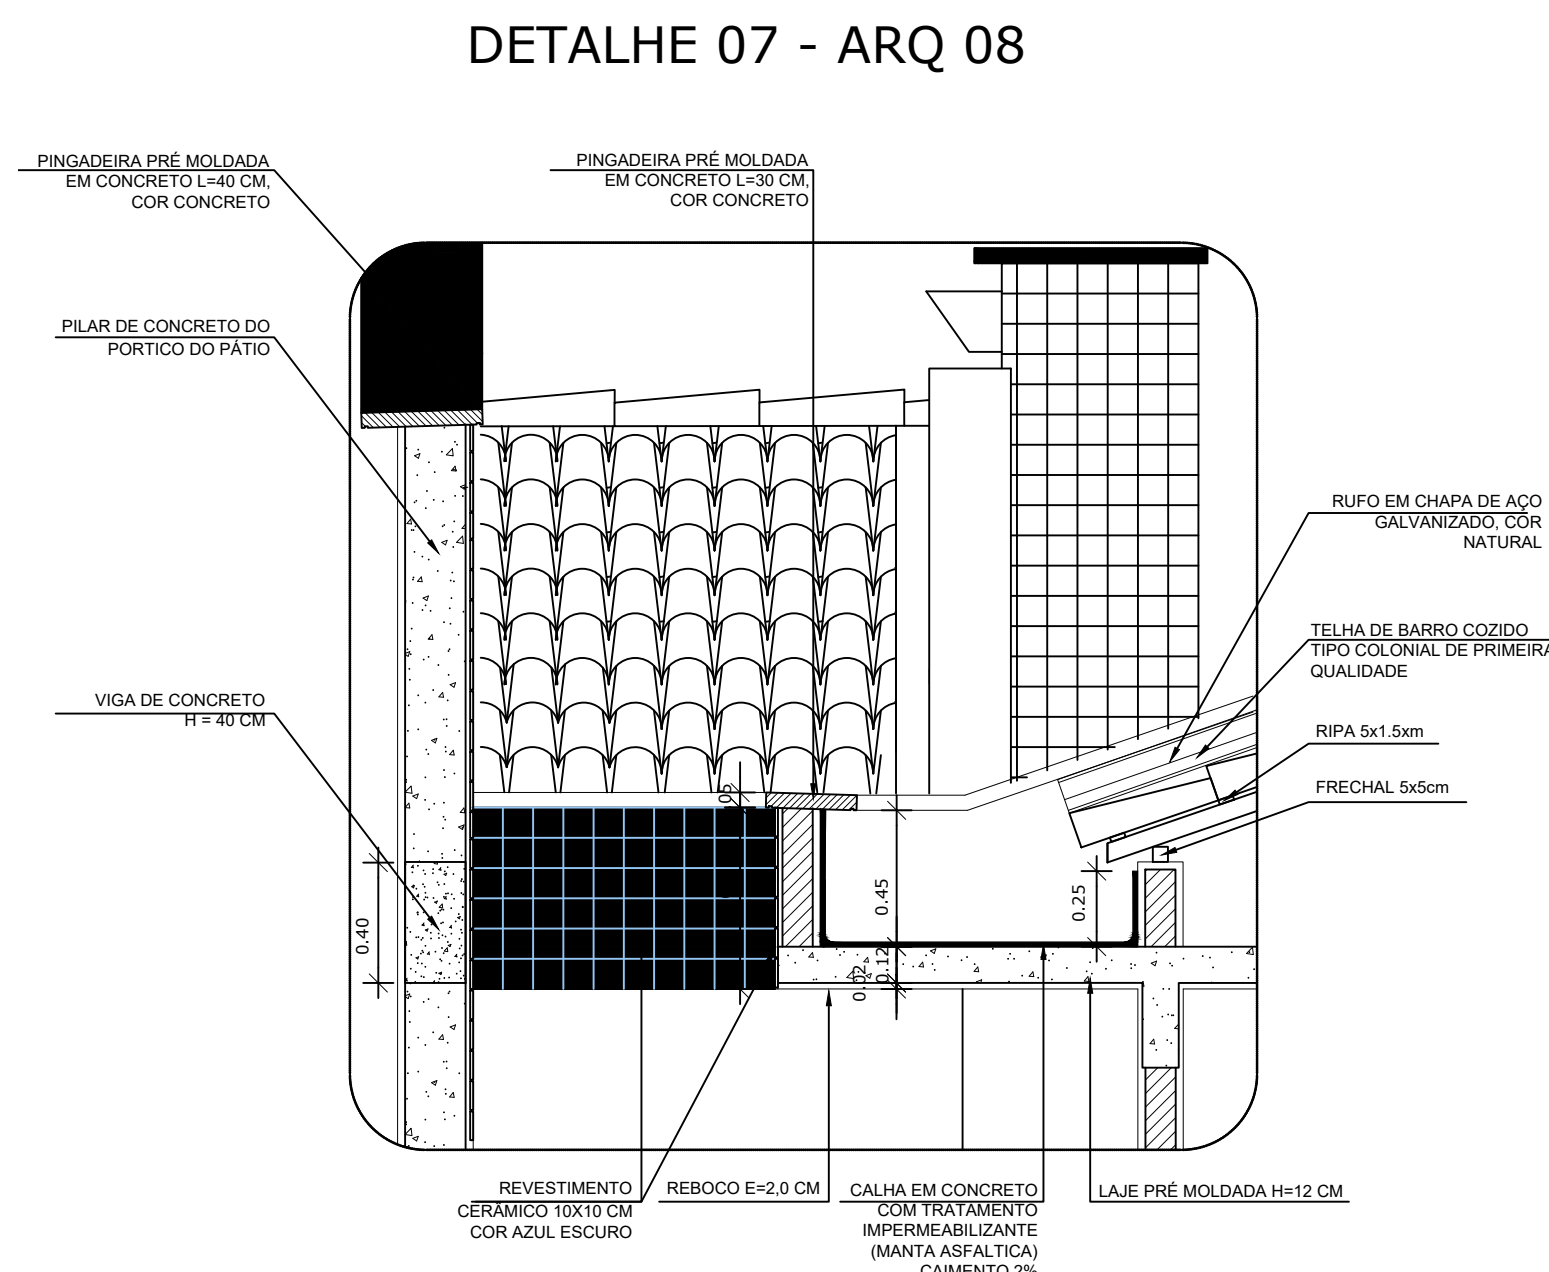 DETALHE 07 - ARQ 08
PINGADEIRA PRÉ MOLDADA
EM CONCRETO L=40 CM,
COR CONCRETO
PINGADEIRA PRÉ MOLDADA
EM CONCRETO L=30 CM,
COR CONCRETO
PILAR DE CONCRETO DO
PORTICO DO PÁTIO
RUFO EM CHAPA DE AÇO
GALVANIZADO, COR
NATURAL
TELHA DE BARRO COZIDO
TIPO COLONIAL DE PRIMEIRA
QUALIDADE
VIGA DE CONCRETO
H = 40 CM
RIPA 5x1.5xm
FRECHAL 5x5cm
0.45
0.25
0.40
0.12
0.02
REVESTIMENTO
CERÂMICO 10X10 CM
COR AZUL ESCURO
REBOCO E=2,0 CM
CALHA EM CONCRETO
COM TRATAMENTO
IMPERMEABILIZANTE
(MANTA ASFALTICA)
CAIMENTO 2%
LAJE PRÉ MOLDADA H=12 CM